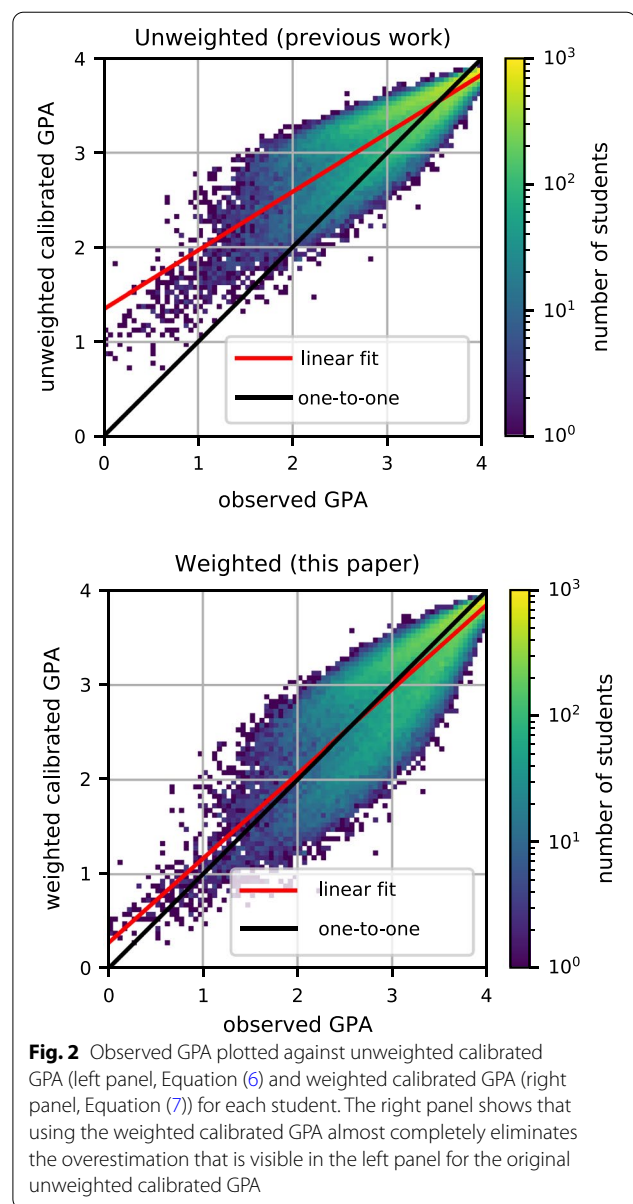 Unweighted (previous work)
unweighted calibrated GPA
4
3
2
1
0
0 1 2 3 4
observed GPA
linear fit
one-to-one
10³
10²
10¹
10⁰
number of students
Weighted (this paper)
weighted calibrated GPA
4
3
2
1
0
0 1 2 3 4
observed GPA
linear fit
one-to-one
10³
10²
10¹
10⁰
number of students
Fig. 2 Observed GPA plotted against unweighted calibrated
GPA (left panel, Equation (6) and weighted calibrated GPA (right
panel, Equation (7)) for each student. The right panel shows that
using the weighted calibrated GPA almost completely eliminates
the overestimation that is visible in the left panel for the original
unweighted calibrated GPA